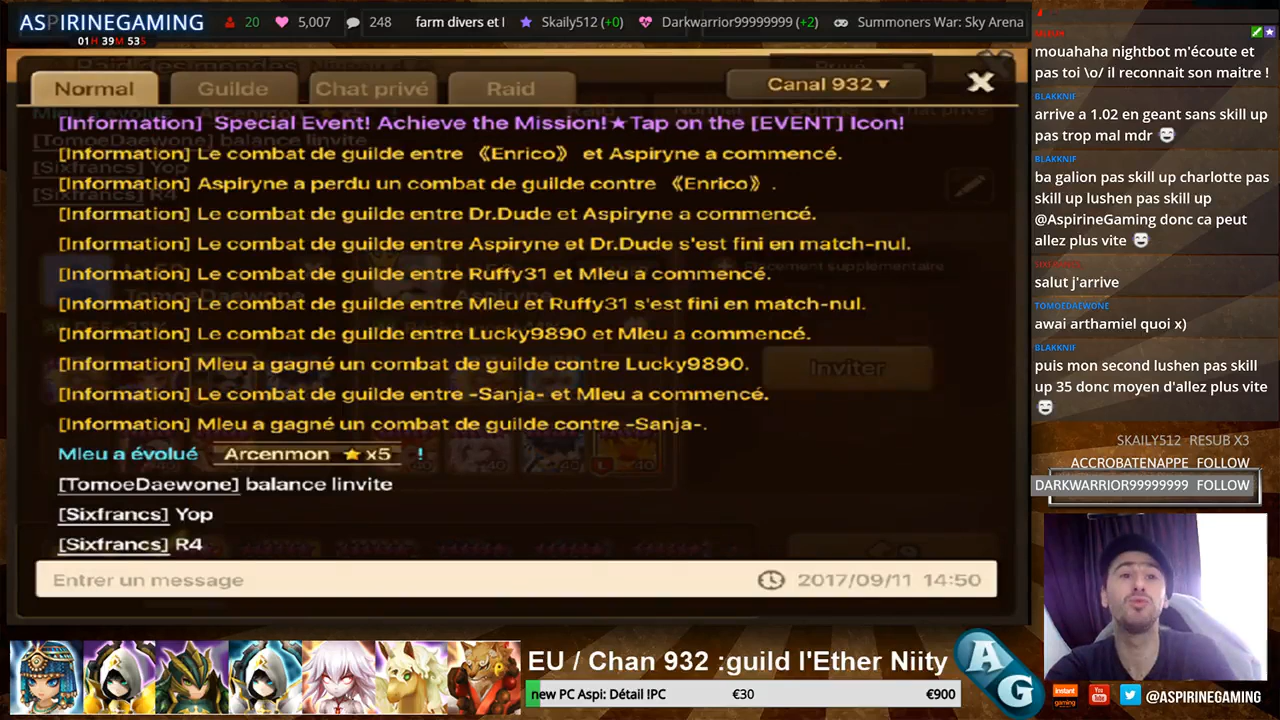 ASPIRINEGAMING
20
5,007
248
farm divers et l
Skaily512 (+0)
Darkwarrior99999999 (+2)
Summoners War: Sky Arena
01H 39M 53S
Normal
Guilde
Chat privé
Raid
Canal 932▼
[Information] Special Event! Achieve the Mission!★Tap on the [EVENT] Icon!
[Information] Le combat de guilde entre 《Enrico》 et Aspiryne a commencé.
[Information] Aspiryne a perdu un combat de guilde contre 《Enrico》.
[Information] Le combat de guilde entre Dr.Dude et Aspiryne a commencé.
[Information] Le combat de guilde entre Aspiryne et Dr.Dude s'est fini en match-nul.
[Information] Le combat de guilde entre Ruffy31 et Mleu a commencé.
[Information] Le combat de guilde entre Mleu et Ruffy31 s'est fini en match-nul.
[Information] Le combat de guilde entre Lucky9890 et Mleu a commencé.
[Information] Mleu a gagné un combat de guilde contre Lucky9890.
[Information] Le combat de guilde entre -Sanja- et Mleu a commencé.
[Information] Mleu a gagné un combat de guilde contre -Sanja-.
Mleu a évolué Arcenmon ★x5 !
[TomoeDaewone] balance linvite
[Sixfrancs] Yop
[Sixfrancs] R4
Entrer un message
2017/09/11 14:50
Inviter
mouahaha nightbot m'écoute et
pas toi \o/ il reconnait son maitre !
BLAKKNIF
arrive a 1.02 en geant sans skill up
pas trop mal mdr
BLAKKNIF
ba galion pas skill up charlotte pas
skill up lushen pas skill up
@AspirineGaming donc ca peut
allez plus vite
salut j'arrive
TOMOEDAEWONE
awai arthamiel quoi x)
BLAKKNIF
puis mon second lushen pas skill
up 35 donc moyen d'allez plus vite
SKAILY512 RESUB X3
ACCROBATENAPPE FOLLOW
DARKWARRIOR99999999 FOLLOW
EU / Chan 932 :guild l'Ether Niity
new PC Aspi: Détail !PC
€30
€900
AG
instant gaming
You Tube
@ASPIRINEGAMING